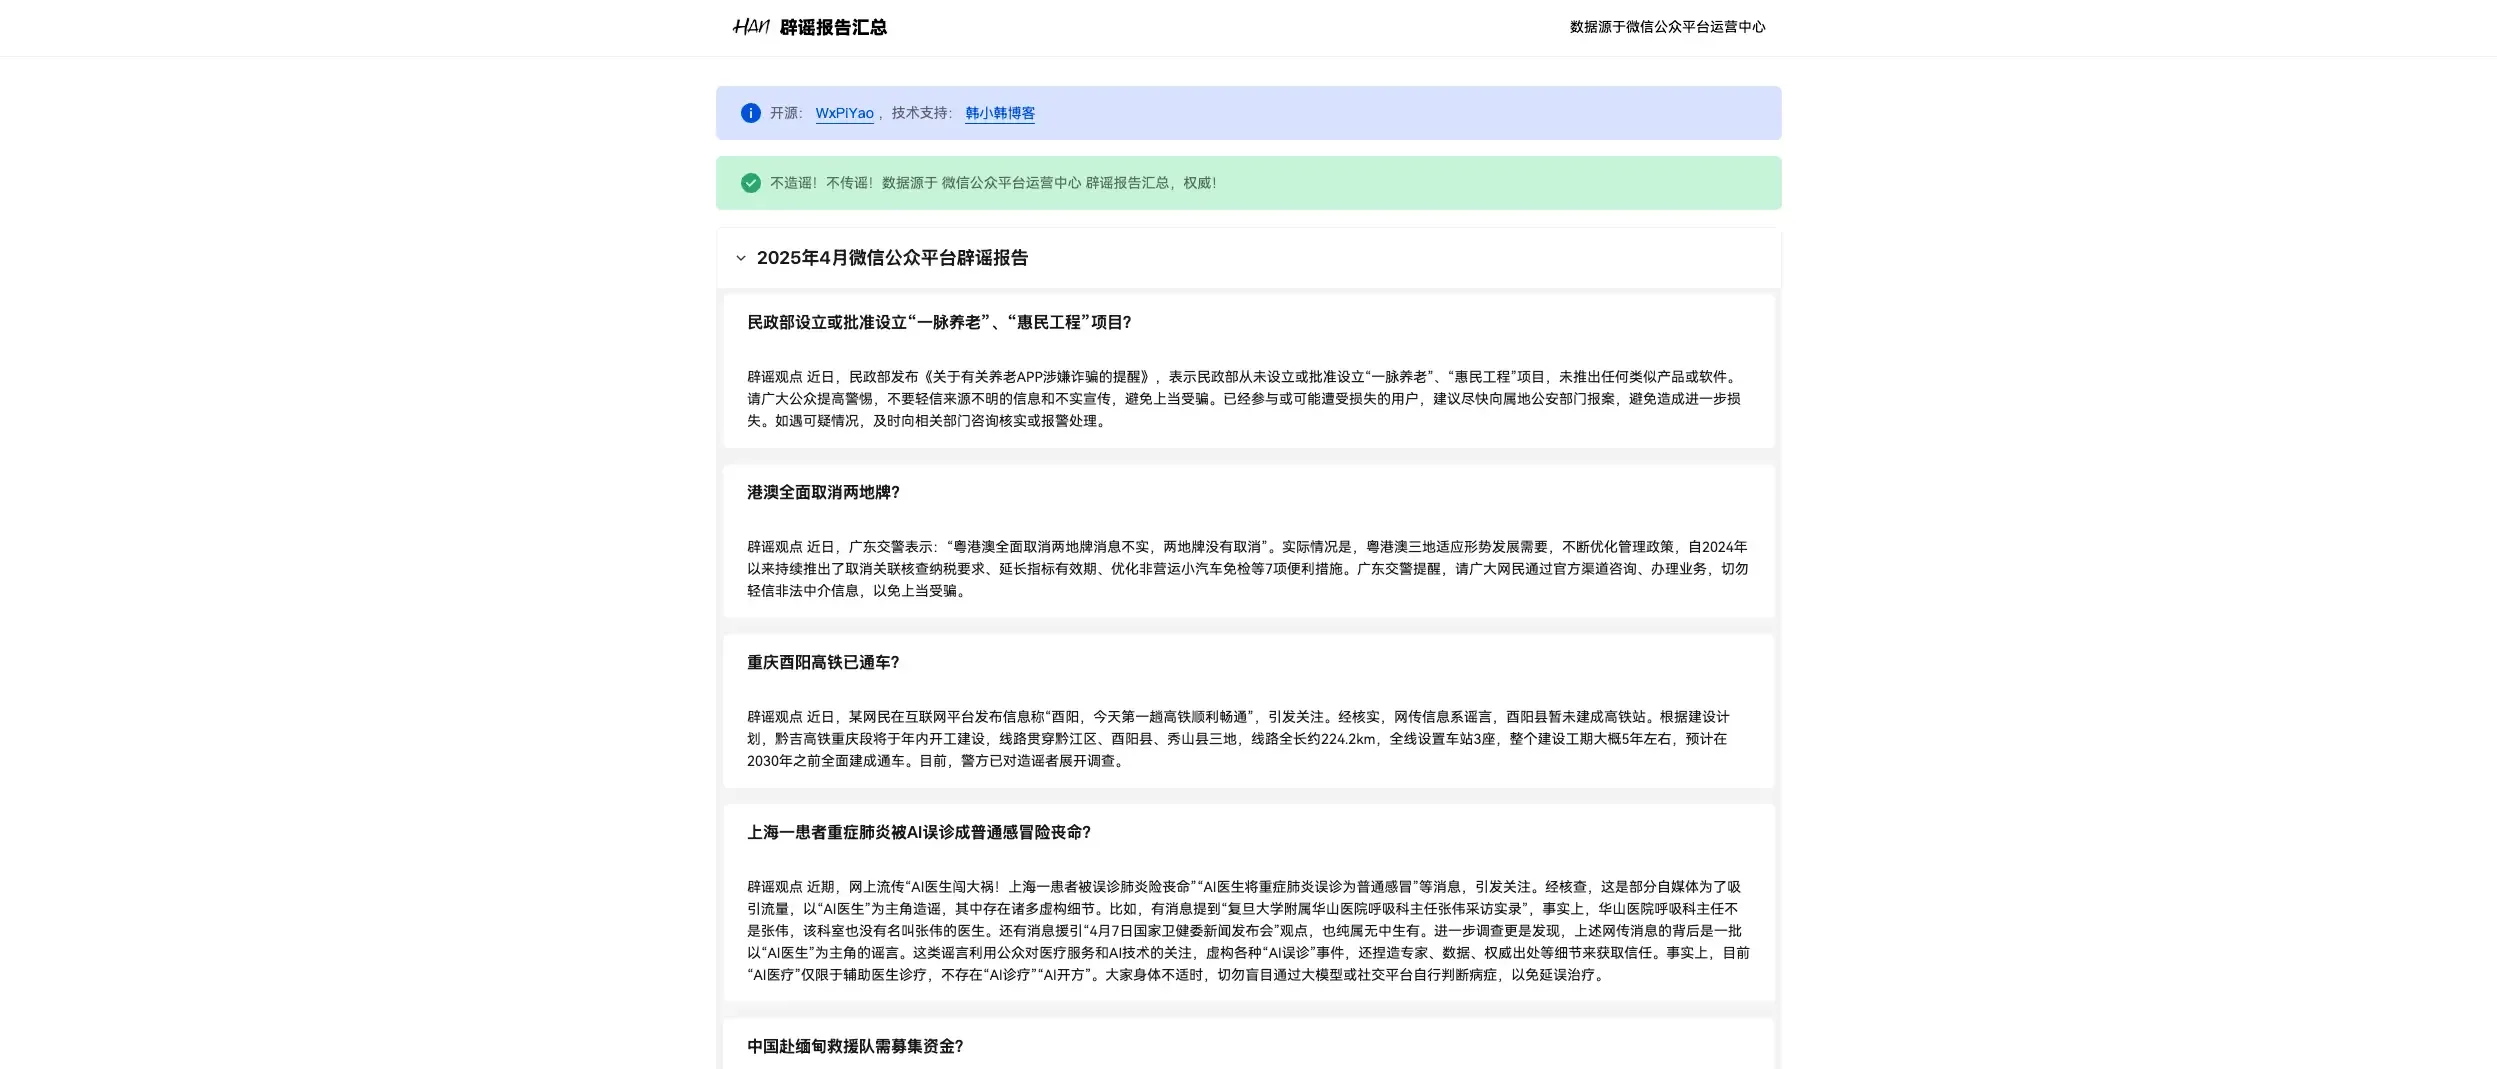 HAN 辟谣报告汇总
数据源于微信公众平台运营中心
开源： WxPiYao ，技术支持： 韩小韩博客
不造谣！不传谣！数据源于 微信公众平台运营中心 辟谣报告汇总，权威！
2025年4月微信公众平台辟谣报告
民政部设立或批准设立“一脉养老”、“惠民工程”项目？
辟谣观点 近日，民政部发布《关于有关养老APP涉嫌诈骗的提醒》，表示民政部从未设立或批准设立“一脉养老”、“惠民工程”项目，未推出任何类似产品或软件。
请广大公众提高警惕，不要轻信来源不明的信息和不实宣传，避免上当受骗。已经参与或可能遭受损失的用户，建议尽快向属地公安部门报案，避免造成进一步损
失。如遇可疑情况，及时向相关部门咨询核实或报警处理。
港澳全面取消两地牌？
辟谣观点 近日，广东交警表示：“粤港澳全面取消两地牌消息不实，两地牌没有取消”。实际情况是，粤港澳三地适应形势发展需要，不断优化管理政策，自2024年
以来持续推出了取消关联核查纳税要求、延长指标有效期、优化非营运小汽车免检等7项便利措施。广东交警提醒，请广大网民通过官方渠道咨询、办理业务，切勿
轻信非法中介信息，以免上当受骗。
重庆酉阳高铁已通车？
辟谣观点 近日，某网民在互联网平台发布信息称“酉阳，今天第一趟高铁顺利畅通”，引发关注。经核实，网传信息系谣言，酉阳县暂未建成高铁站。根据建设计
划，黔吉高铁重庆段将于年内开工建设，线路贯穿黔江区、酉阳县、秀山县三地，线路全长约224.2km，全线设置车站3座，整个建设工期大概5年左右，预计在
2030年之前全面建成通车。目前，警方已对造谣者展开调查。
上海一患者重症肺炎被AI误诊成普通感冒险丧命？
辟谣观点 近期，网上流传“AI医生闯大祸！上海一患者被误诊肺炎险丧命”“AI医生将重症肺炎误诊为普通感冒”等消息，引发关注。经核查，这是部分自媒体为了吸
引流量，以“AI医生”为主角造谣，其中存在诸多虚构细节。比如，有消息提到“复旦大学附属华山医院呼吸科主任张伟采访实录”，事实上，华山医院呼吸科主任不
是张伟，该科室也没有名叫张伟的医生。还有消息援引“4月7日国家卫健委新闻发布会”观点，也纯属无中生有。进一步调查更是发现，上述网传消息的背后是一批
以“AI医生”为主角的谣言。这类谣言利用公众对医疗服务和AI技术的关注，虚构各种“AI误诊”事件，还捏造专家、数据、权威出处等细节来获取信任。事实上，目前
“AI医疗”仅限于辅助医生诊疗，不存在“AI诊疗”“AI开方”。大家身体不适时，切勿盲目通过大模型或社交平台自行判断病症，以免延误治疗。
中国赴缅甸救援队需募集资金？